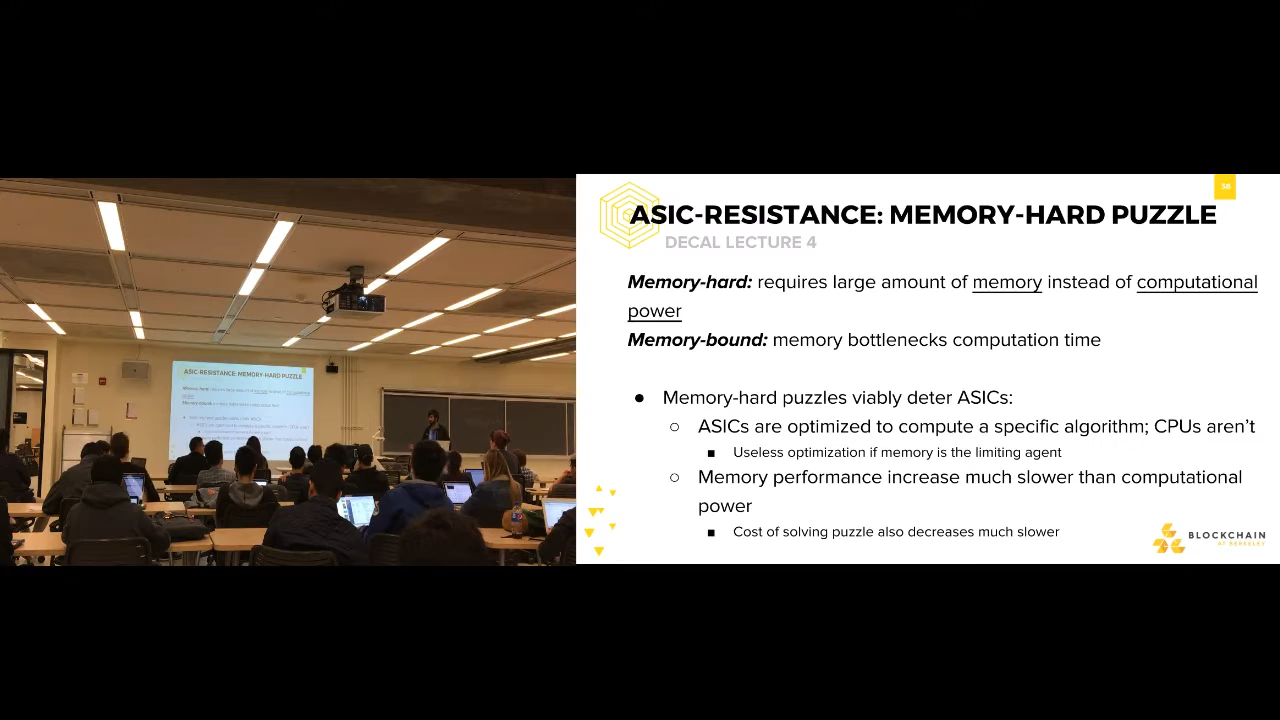 38
ASIC-RESISTANCE: MEMORY-HARD PUZZLE
DECAL LECTURE 4
Memory-hard: requires large amount of memory instead of computational
power
Memory-bound: memory bottlenecks computation time
● Memory-hard puzzles viably deter ASICs:
○ ASICs are optimized to compute a specific algorithm; CPUs aren’t
■ Useless optimization if memory is the limiting agent
○ Memory performance increase much slower than computational
power
■ Cost of solving puzzle also decreases much slower
BLOCKCHAIN
AT BERKELEY
ASIC-RESISTANCE: MEMORY-HARD PUZZLE